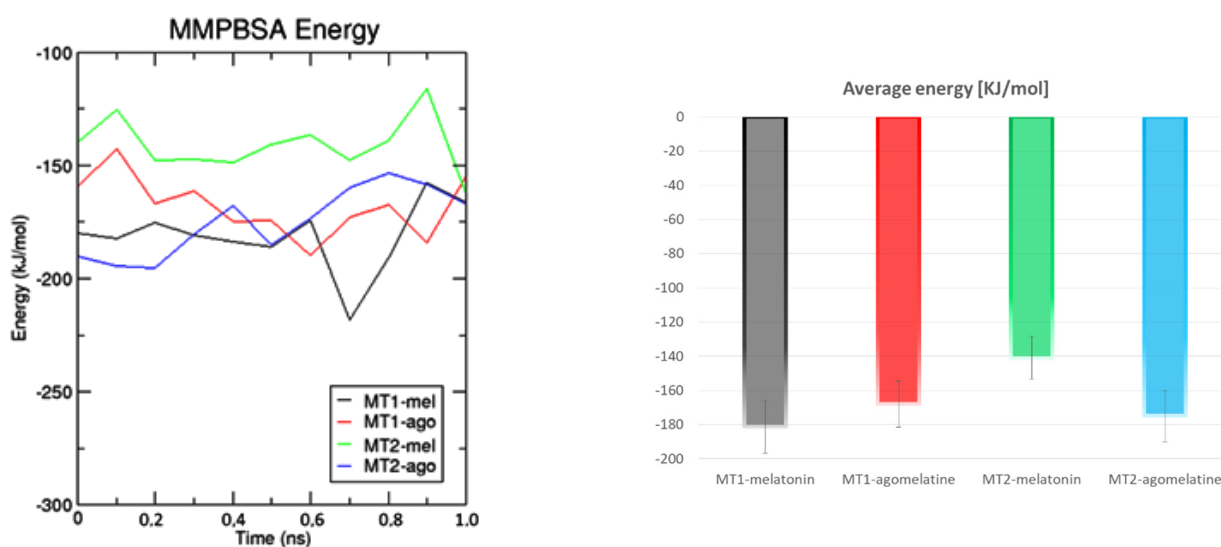 MMPBSA Energy
-100
-150
-200
-250
-300
Energy (kJ/mol)
0
0.2
0.4
0.6
0.8
1.0
Time (ns)
MT1-mel
MT1-ago
MT2-mel
MT2-ago
Average energy [KJ/mol]
0
-20
-40
-60
-80
-100
-120
-140
-160
-180
-200
MT1-melatonin
MT1-agomelatine
MT2-melatonin
MT2-agomelatine